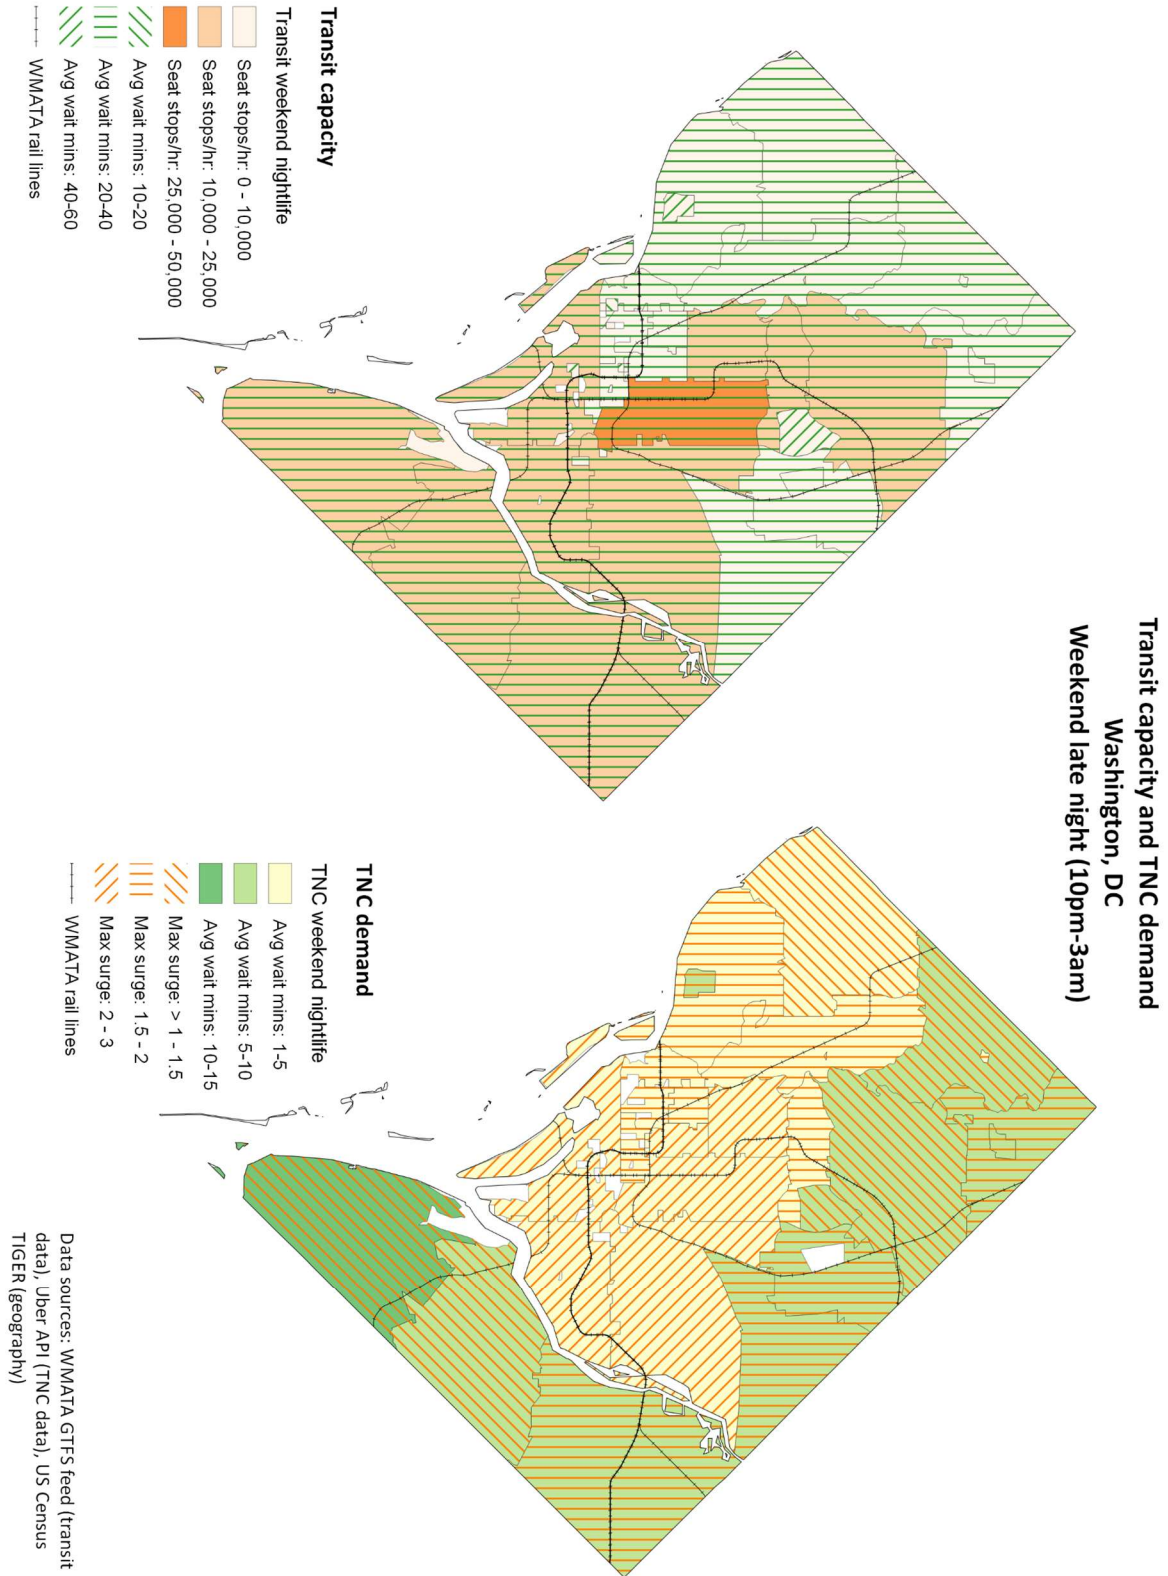 Transit capacity and TNC demand
Washington, DC
Weekend late night (10pm-3am)
Transit capacity
Transit weekend nightlife
Seat stops/hr: 0 - 10,000
Seat stops/hr: 10,000 - 25,000
Seat stops/hr: 25,000 - 50,000
Avg wait mins: 10-20
Avg wait mins: 20-40
Avg wait mins: 40-60
WMATA rail lines
TNC demand
TNC weekend nightlife
Avg wait mins: 1-5
Avg wait mins: 5-10
Avg wait mins: 10-15
Max surge: > 1 - 1.5
Max surge: 1.5 - 2
Max surge: 2 - 3
WMATA rail lines
Data sources: WMATA GTFS feed (transit
data), Uber API (TNC data), US Census
TIGER (geography)